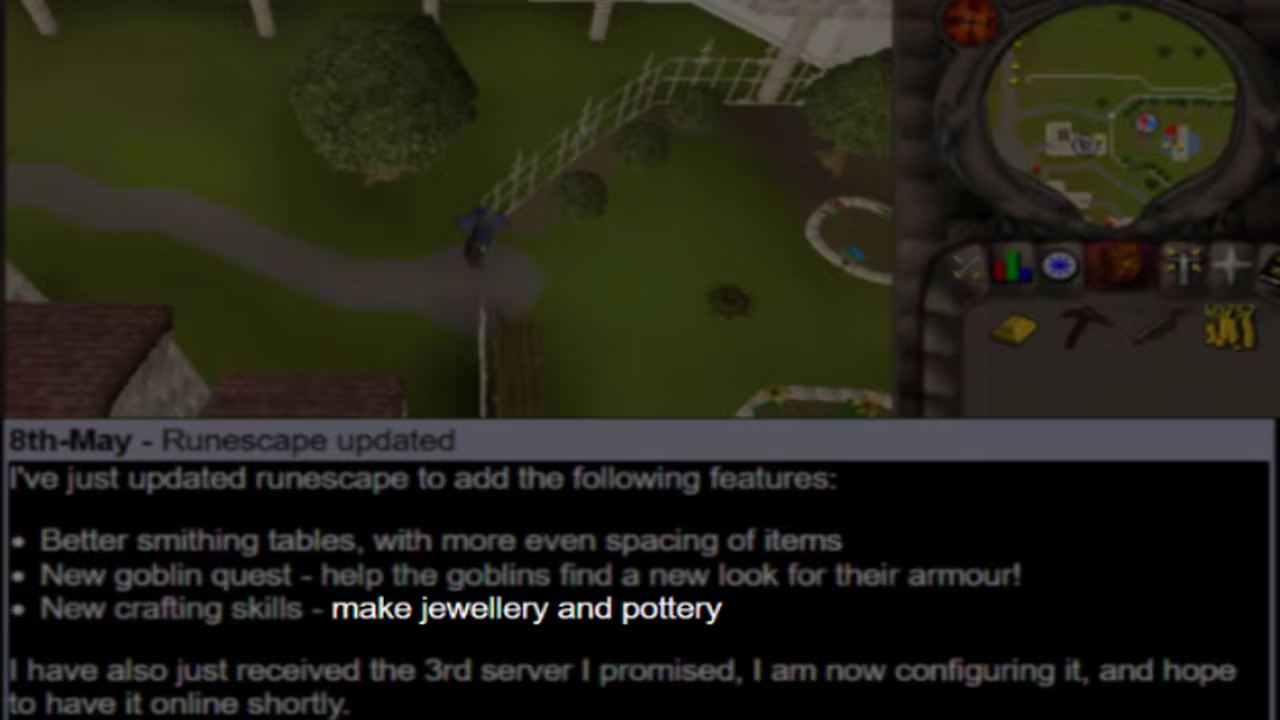 8th-May - Runescape updated
I've just updated runescape to add the following features:
• Better smithing tables, with more even spacing of items
• New goblin quest - help the goblins find a new look for their armour!
• New crafting skills - make jewellery and pottery
I have also just received the 3rd server I promised, I am now configuring it, and hope
to have it online shortly.